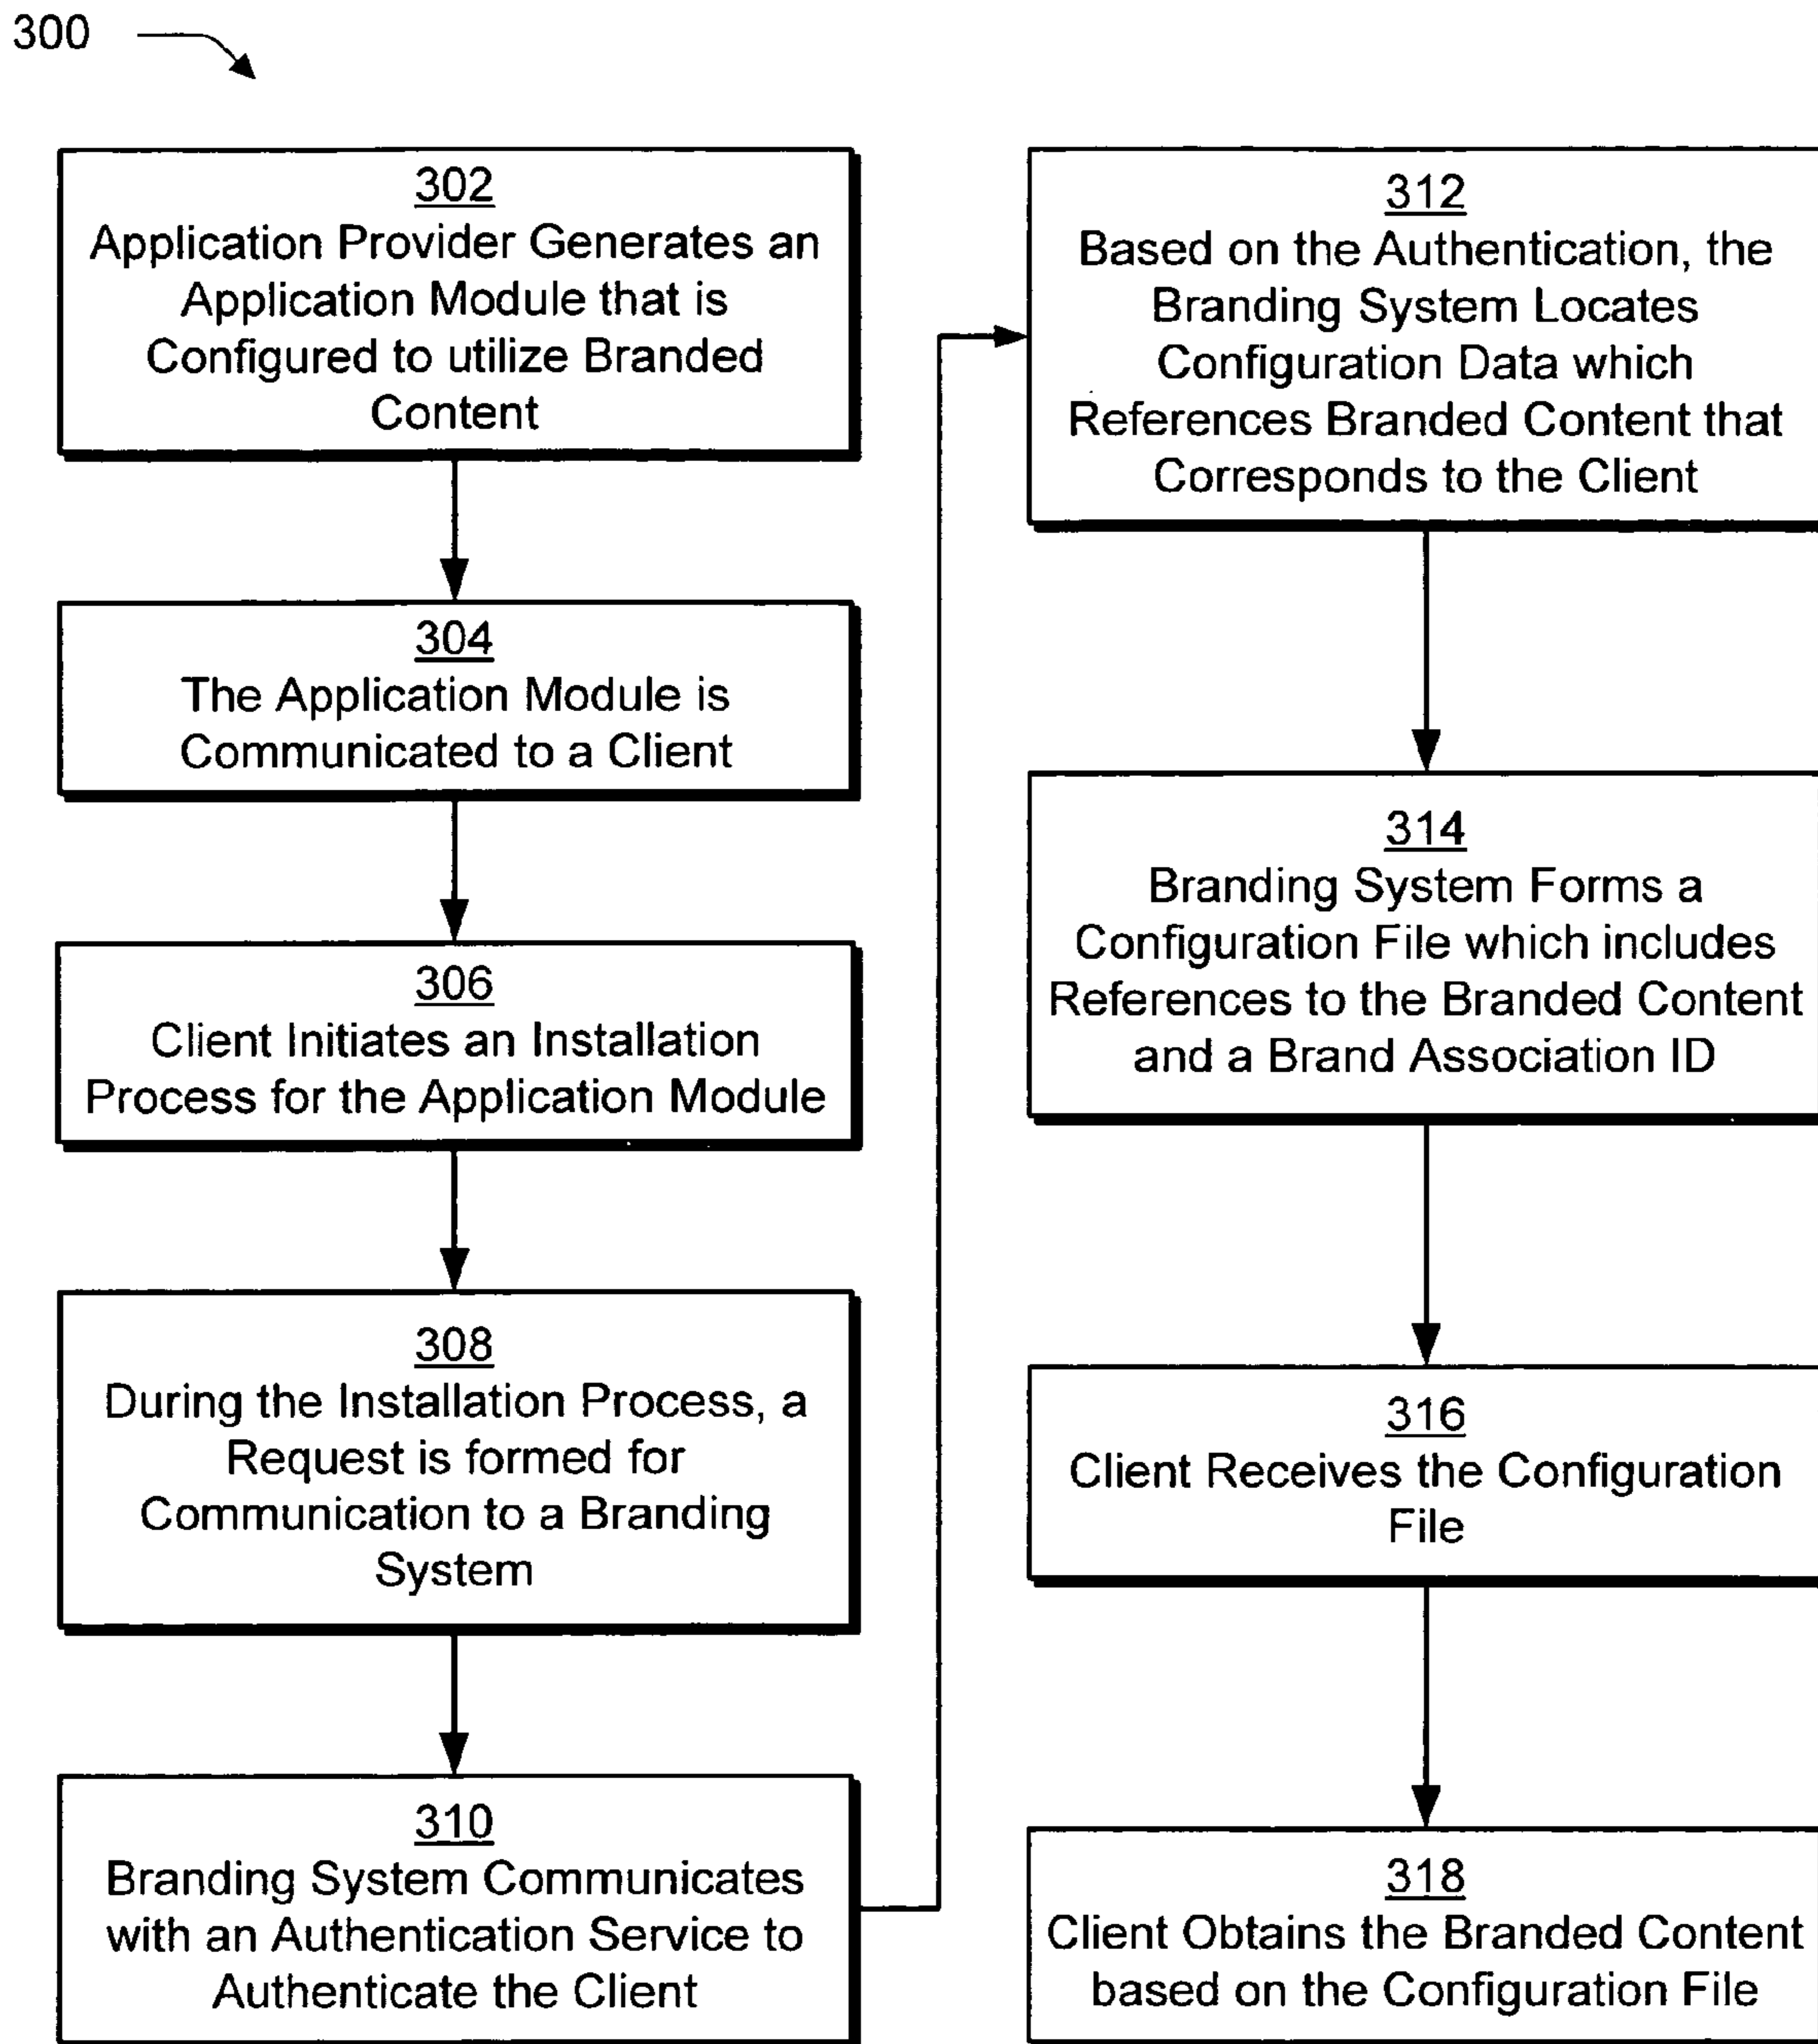 300
302
Application Provider Generates an
Application Module that is
Configured to utilize Branded
Content
304
The Application Module is
Communicated to a Client
306
Client Initiates an Installation
Process for the Application Module
308
During the Installation Process, a
Request is formed for
Communication to a Branding
System
310
Branding System Communicates
with an Authentication Service to
Authenticate the Client
312
Based on the Authentication, the
Branding System Locates
Configuration Data which
References Branded Content that
Corresponds to the Client
314
Branding System Forms a
Configuration File which includes
References to the Branded Content
and a Brand Association ID
316
Client Receives the Configuration
File
318
Client Obtains the Branded Content
based on the Configuration File